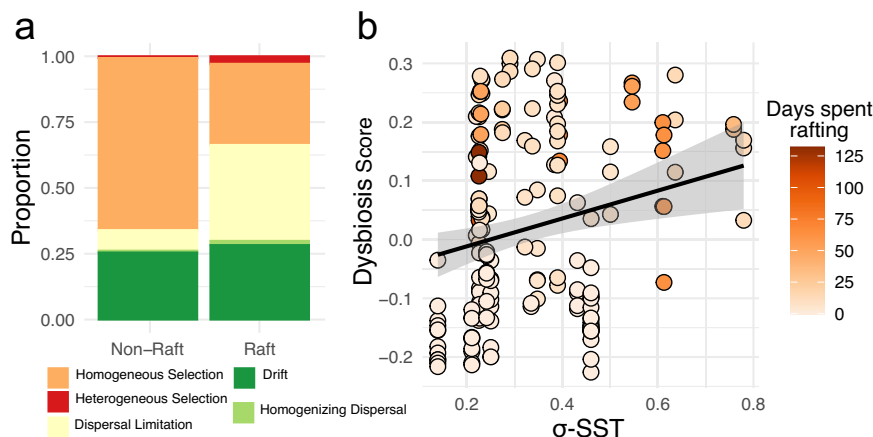 a
1.00
0.75
0.50
0.25
0.00
Proportion
Non–Raft
Raft
Homogeneous Selection
Heterogeneous Selection
Dispersal Limitation
Drift
Homogenizing Dispersal
b
0.3
0.2
0.1
0.0
−0.1
−0.2
Dysbiosis Score
0.2
0.4
0.6
0.8
σ-SST
Days spent
rafting
125
100
75
50
25
0